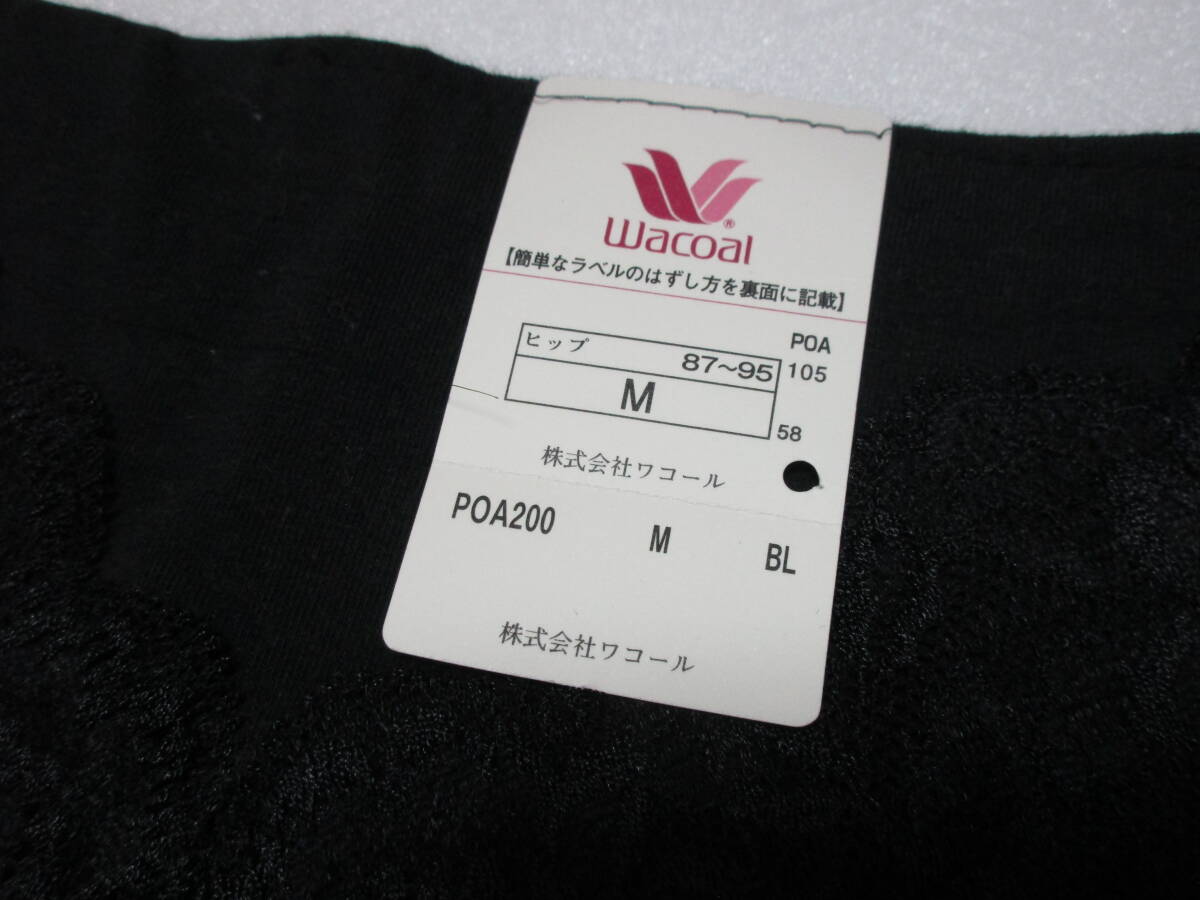 Wacoal®
【簡単なラベルのはずし方を裏面に記載】
POA
ヒップ 87〜95 105
M
58
株式会社ワコール
POA200 M BL
株式会社ワコール